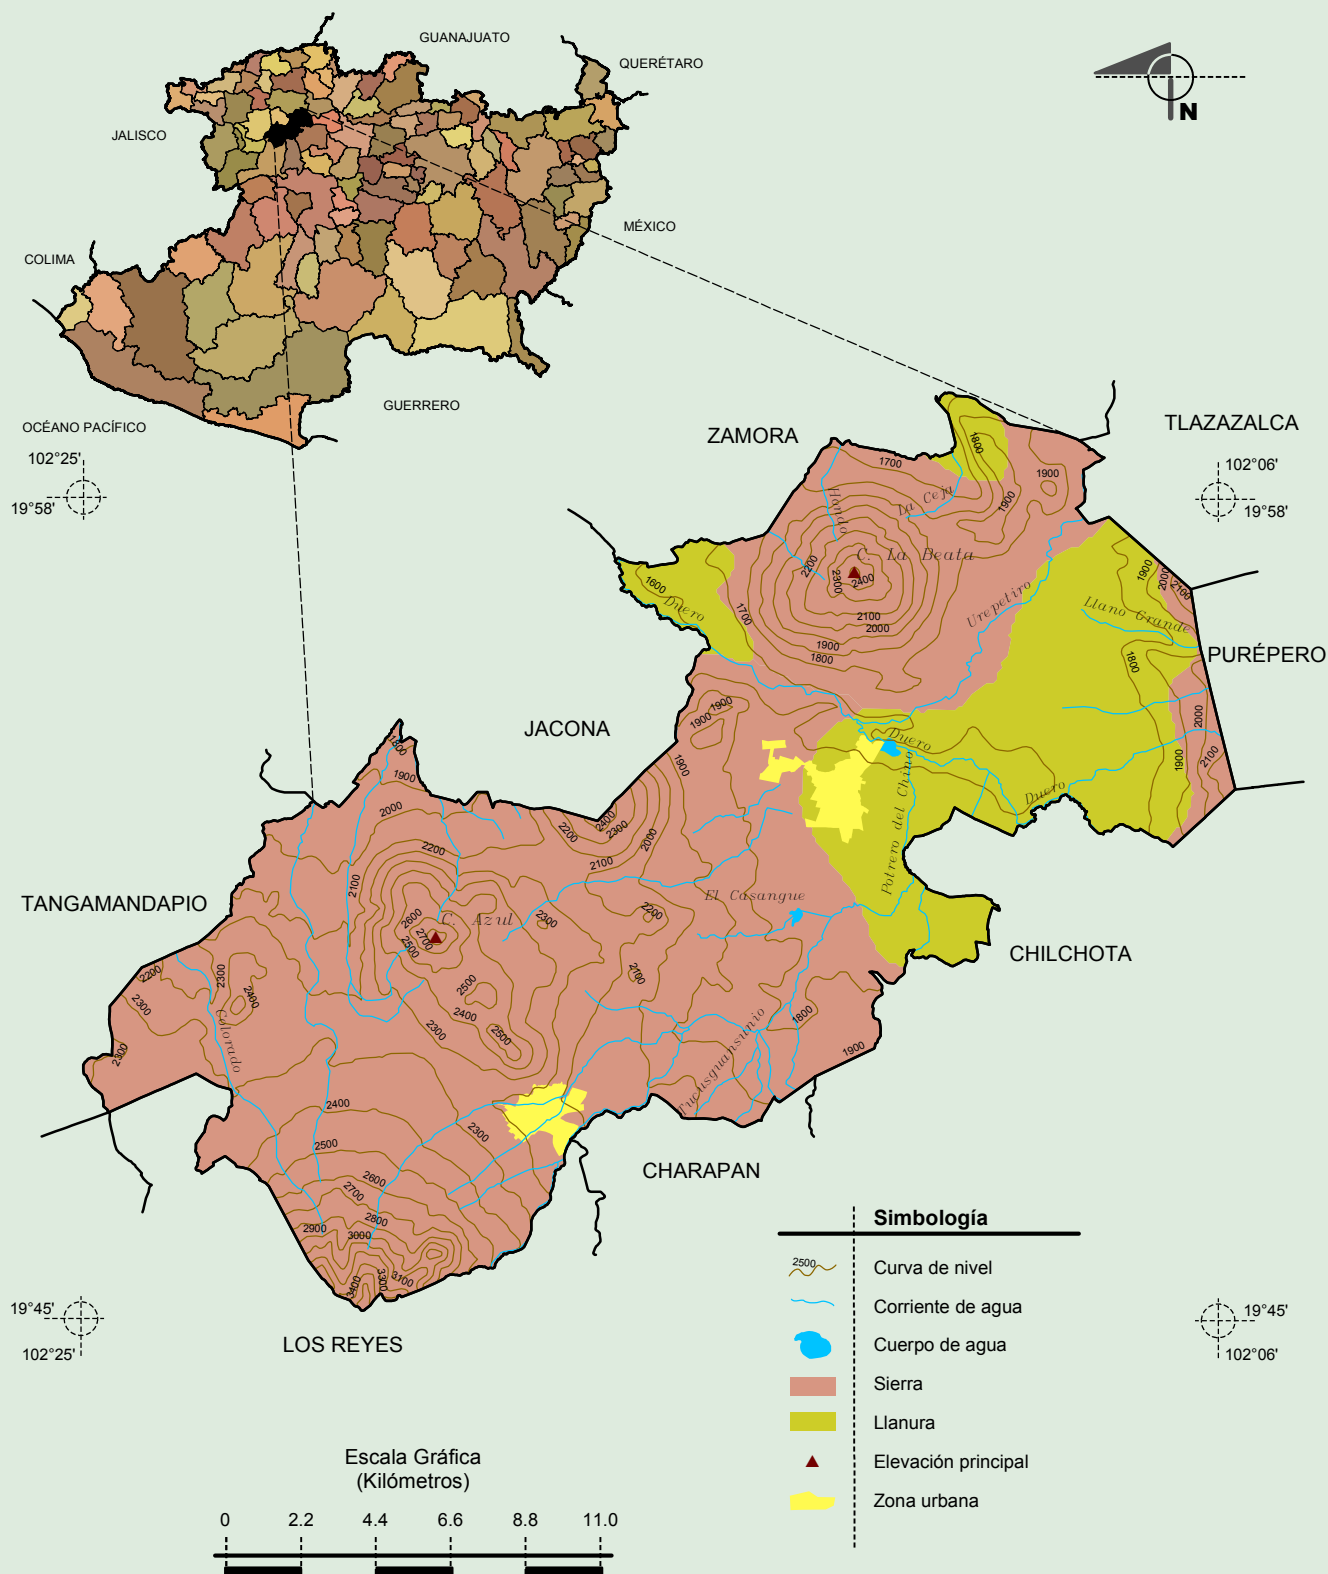 GUANAJUATO
QUERÉTARO
N
JALISCO
MÉXICO
COLIMA
GUERRERO
OCÉANO PACÍFICO
102°25'
19°58'
ZAMORA
TLAZAZALCA
102°06'
19°58'
1800
1700
1900
1900
La Ceja
Hondo
C. La Beata
2200
2300
2400
2100
2000
1900
1800
1600
Duero
1700
Urepetiro
1900
2000
2100
Llano Grande
1800
PURÉPERO
2000
1900
2100
JACONA
1900
1900
1900
Duero
Duero
Potrero del Chino
1800
1900
2000
2200
2100
2200
2400
2300
2000
2100
TANGAMANDAPIO
2600
2700
2500
C. Azul
2300
El Casangue
2200
CHILCHOTA
2200
2300
2300
2300
2400
Colorado
2500
2400
2300
2500
2100
Tucusguansunio
1800
1900
2400
2300
2500
2600
2700
2800
2900
3000
3100
3300
3400
CHARAPAN
LOS REYES
19°45'
102°25'
19°45'
102°06'
Simbología
2500
Curva de nivel
Corriente de agua
Cuerpo de agua
Sierra
Llanura
Elevación principal
Zona urbana
Escala Gráfica
(Kilómetros)
0 2.2 4.4 6.6 8.8 11.0